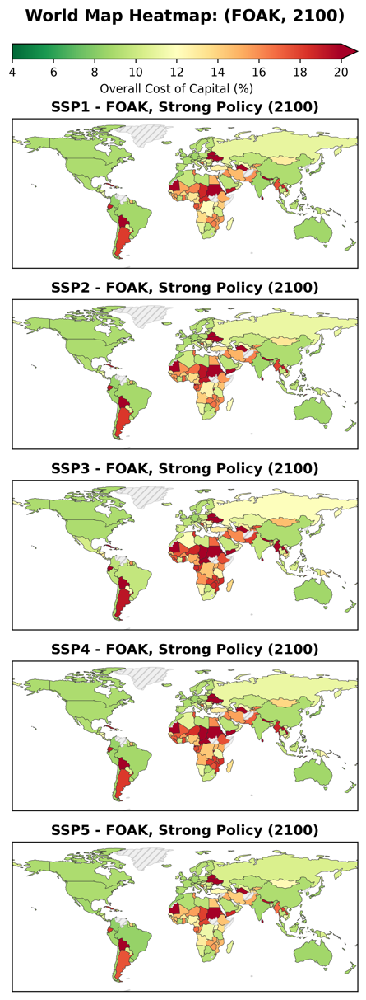 World Map Heatmap: (FOAK, 2100)
4 6 8 10 12 14 16 18 20
Overall Cost of Capital (%)
SSP1 - FOAK, Strong Policy (2100)
SSP2 - FOAK, Strong Policy (2100)
SSP3 - FOAK, Strong Policy (2100)
SSP4 - FOAK, Strong Policy (2100)
SSP5 - FOAK, Strong Policy (2100)